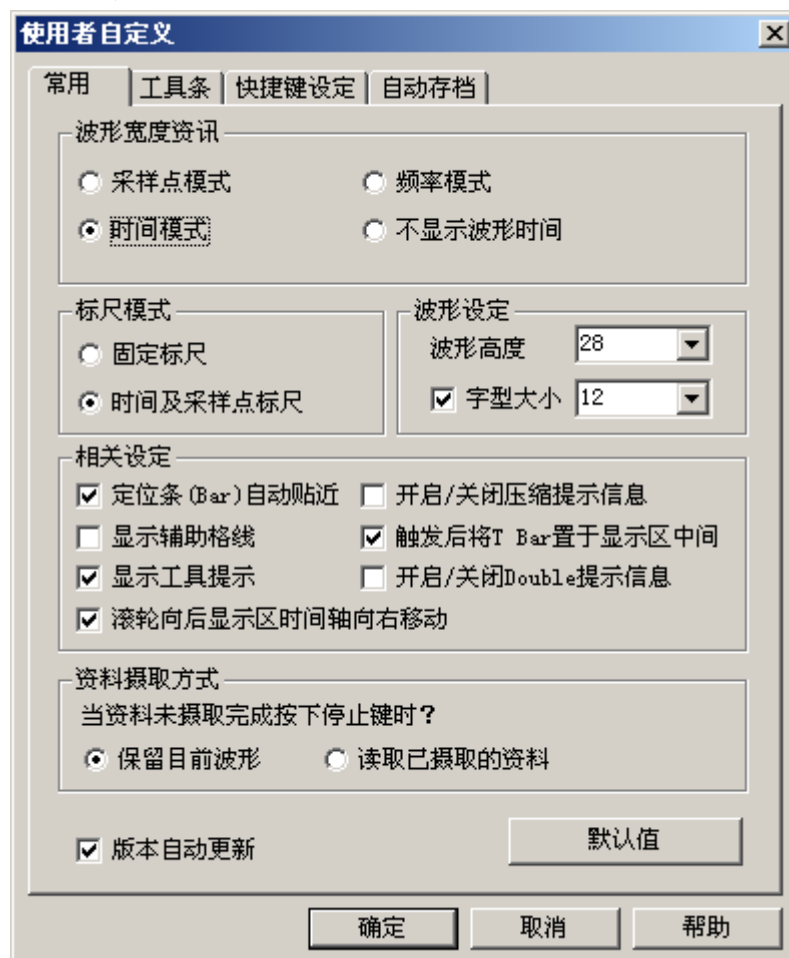 使用者自定义
常用 工具条 快捷键设定 自动存档
波形宽度资讯
采样点模式 频率模式
时间模式 不显示波形时间
标尺模式 波形设定
固定标尺 波形高度 28
时间及采样点标尺 字型大小 12
相关设定
定位条(Bar)自动贴近 开启/关闭压缩提示信息
显示辅助格线 触发后将T Bar置于显示区中间
显示工具提示 开启/关闭Double提示信息
滚轮向后显示区时间轴向右移动
资料摄取方式
当资料未摄取完成按下停止键时?
保留目前波形 读取已摄取的资料
版本自动更新 默认值
确定 取消 帮助